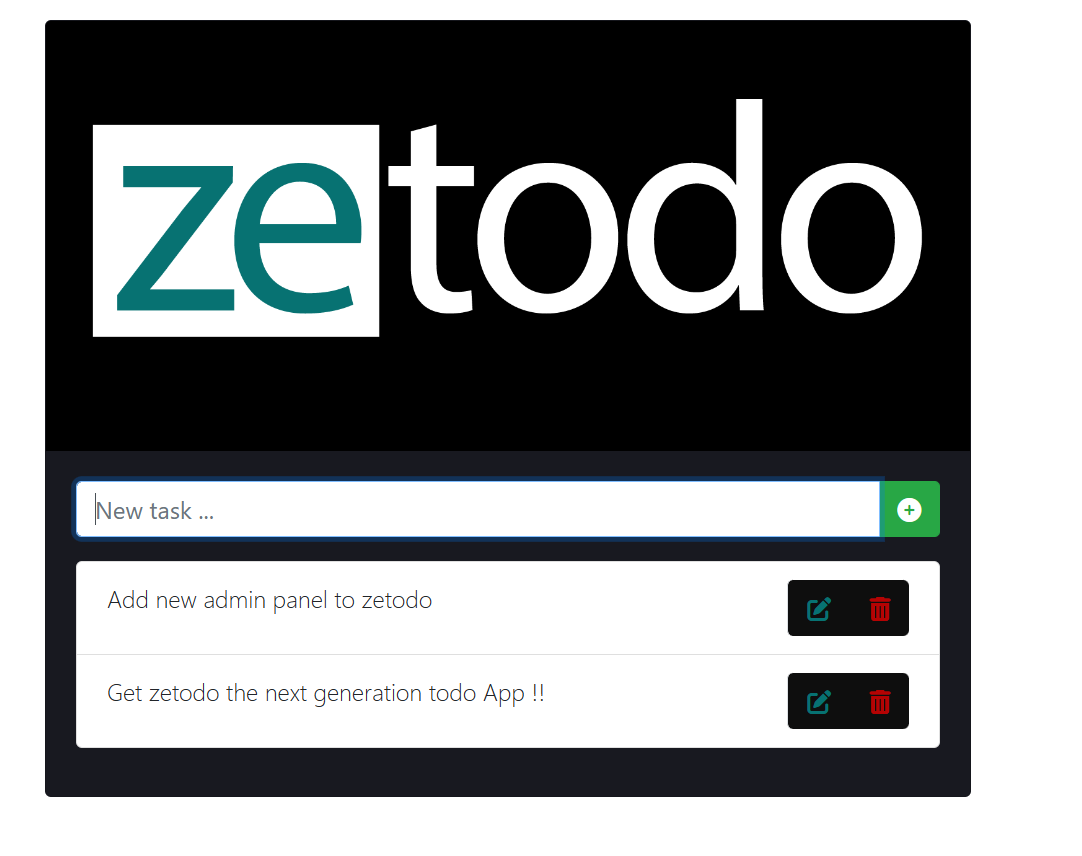 zetodo
New task ...
Add new admin panel to zetodo
Get zetodo the next generation todo App !!